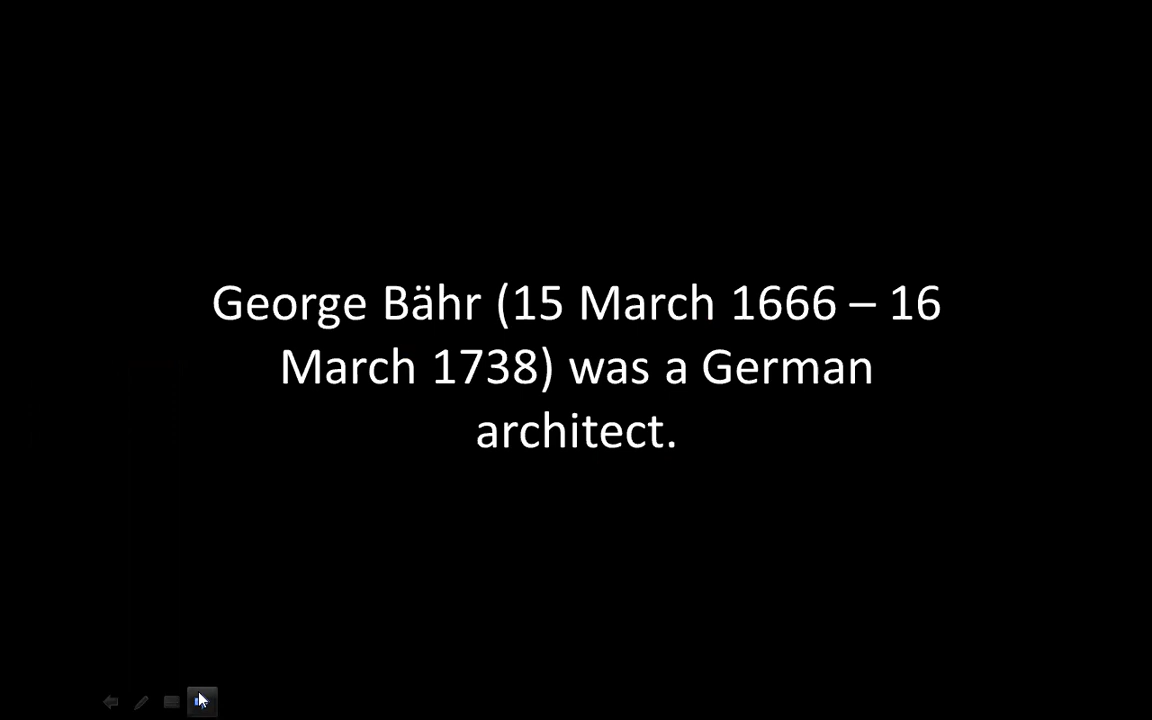 George Bähr (15 March 1666 – 16
March 1738) was a German
architect.